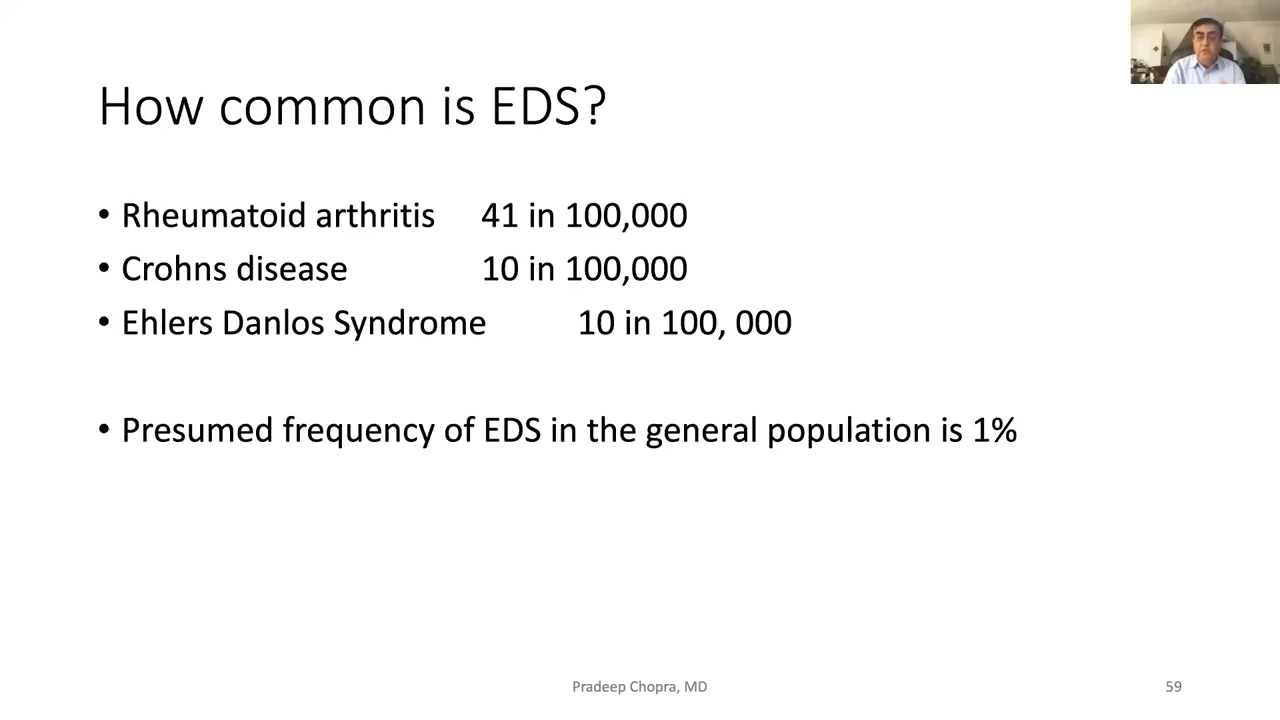 How common is EDS?
• Rheumatoid arthritis 41 in 100,000
• Crohns disease 10 in 100,000
• Ehlers Danlos Syndrome 10 in 100, 000
• Presumed frequency of EDS in the general population is 1%
Pradeep Chopra, MD 59